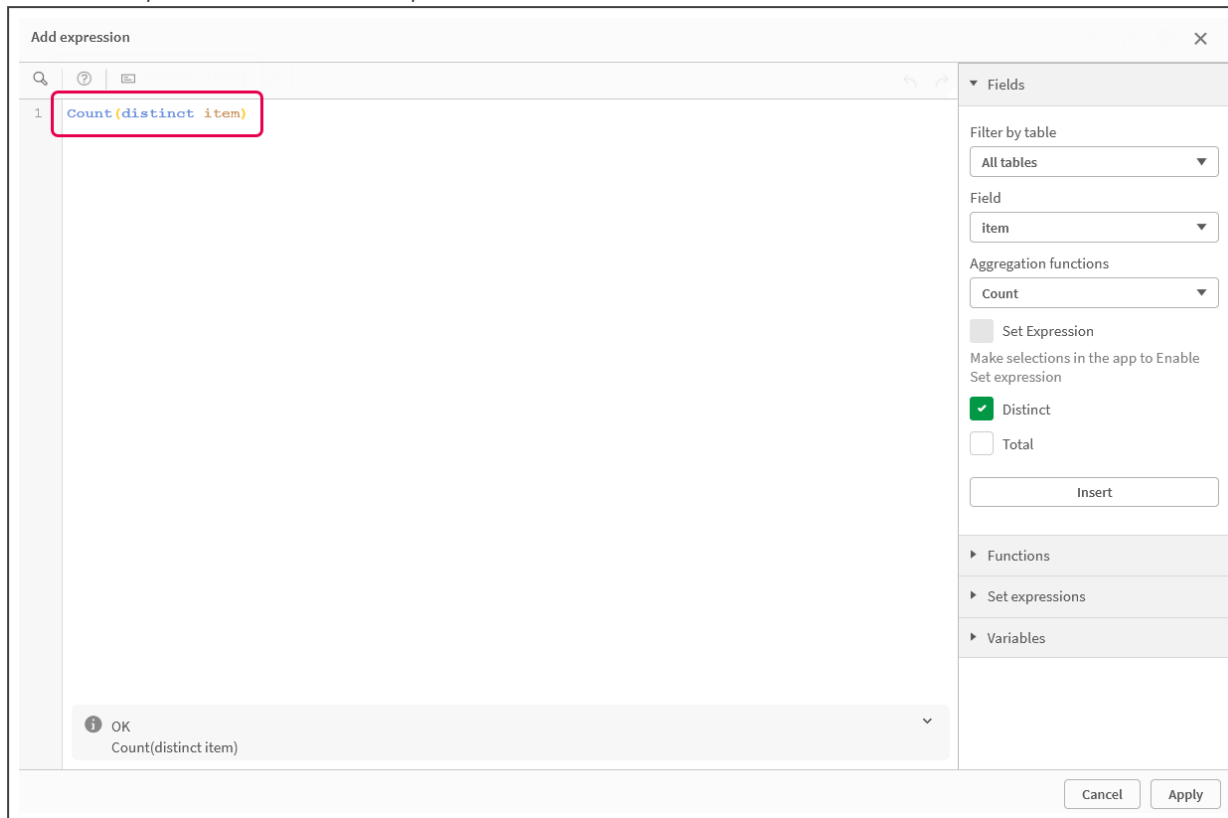 Add expression
1 Count(distinct item)
Fields
Filter by table
All tables
Field
item
Aggregation functions
Count
Set Expression
Make selections in the app to Enable
Set expression
Distinct
Total
Insert
Functions
Set expressions
Variables
OK
Count(distinct item)
Cancel Apply